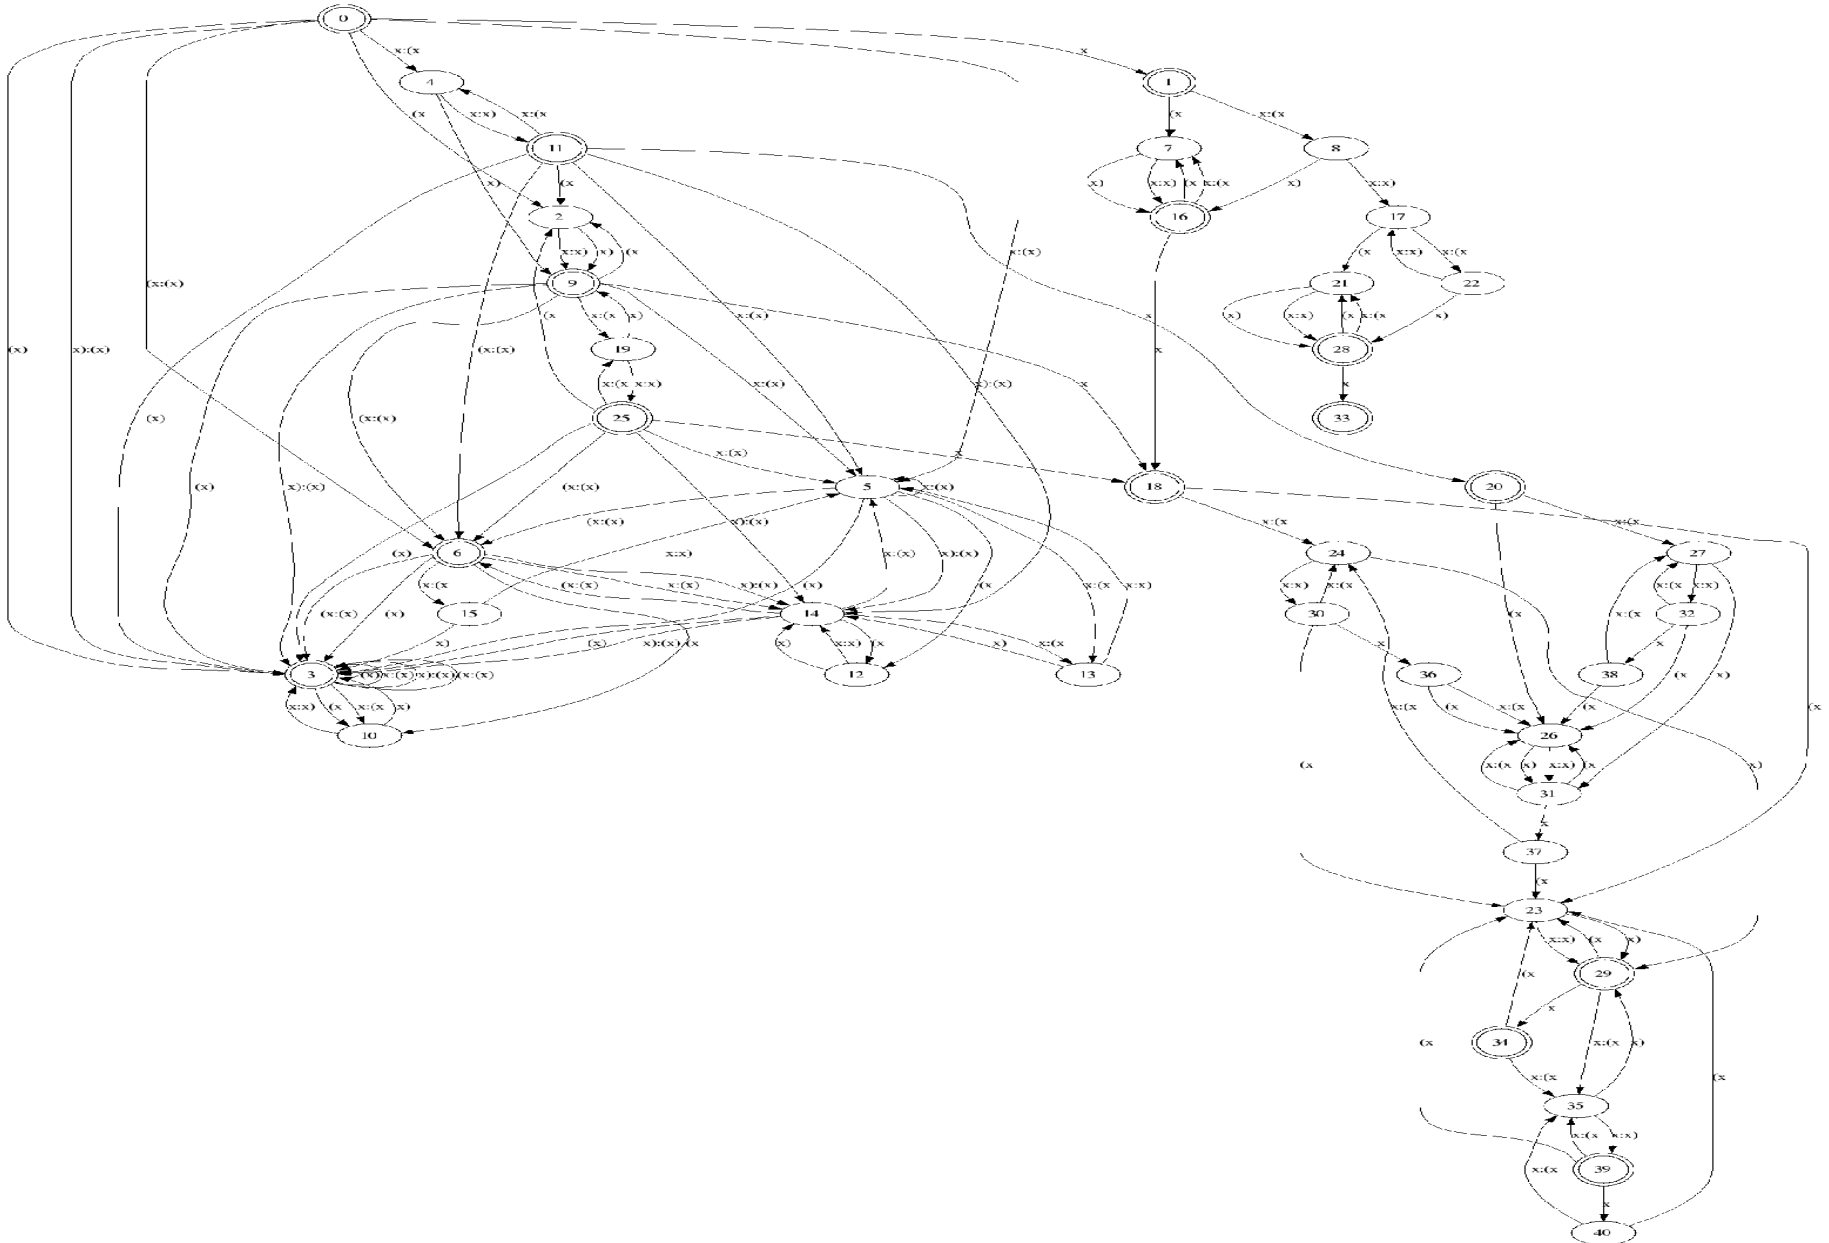 0
x:(x x
4 1
(x x:x) x:(x (x x:(x
11 7 8
x) (x x) x:x) (x x:(x x) x:x)
2 16 17
x:x) x) (x x:(x) (x x:x) x:(x
(x:(x) 9 21 22
(x x:(x x) x:(x) x x) x:x) (x x:(x x)
(x) x):(x) (x:(x) 19 x 28
x:(x x:x) x:(x) x):(x) x x
(x) (x:(x) 25 33
x:(x) x
(x) x):(x) (x:(x) 5 x:(x) 18 20
(x:(x) x):(x) x:(x x:(x
(x) 6 x:x) x:(x) x):(x) 24 27
x:(x (x:(x) x:(x) x):(x) (x) (x x:(x x:x) x:x) x:(x x:(x x:x)
(x:(x) (x) 15 14 30 (x x:(x 32
x) (x) x):(x) (x x) x:x) (x x) x:(x x x
3 (x) x:(x) x):(x) (x:(x) 12 13 36 38 (x x)
x:x) (x x:(x x) x:(x (x x:(x (x (x
10 26
(x x:(x x) x:x) (x x)
31
x
37
(x
23
x:x) (x x)
29
(x x
(x 34 x:(x x)
x:(x (x
35
x:(x x:x)
x:(x 39
x
40